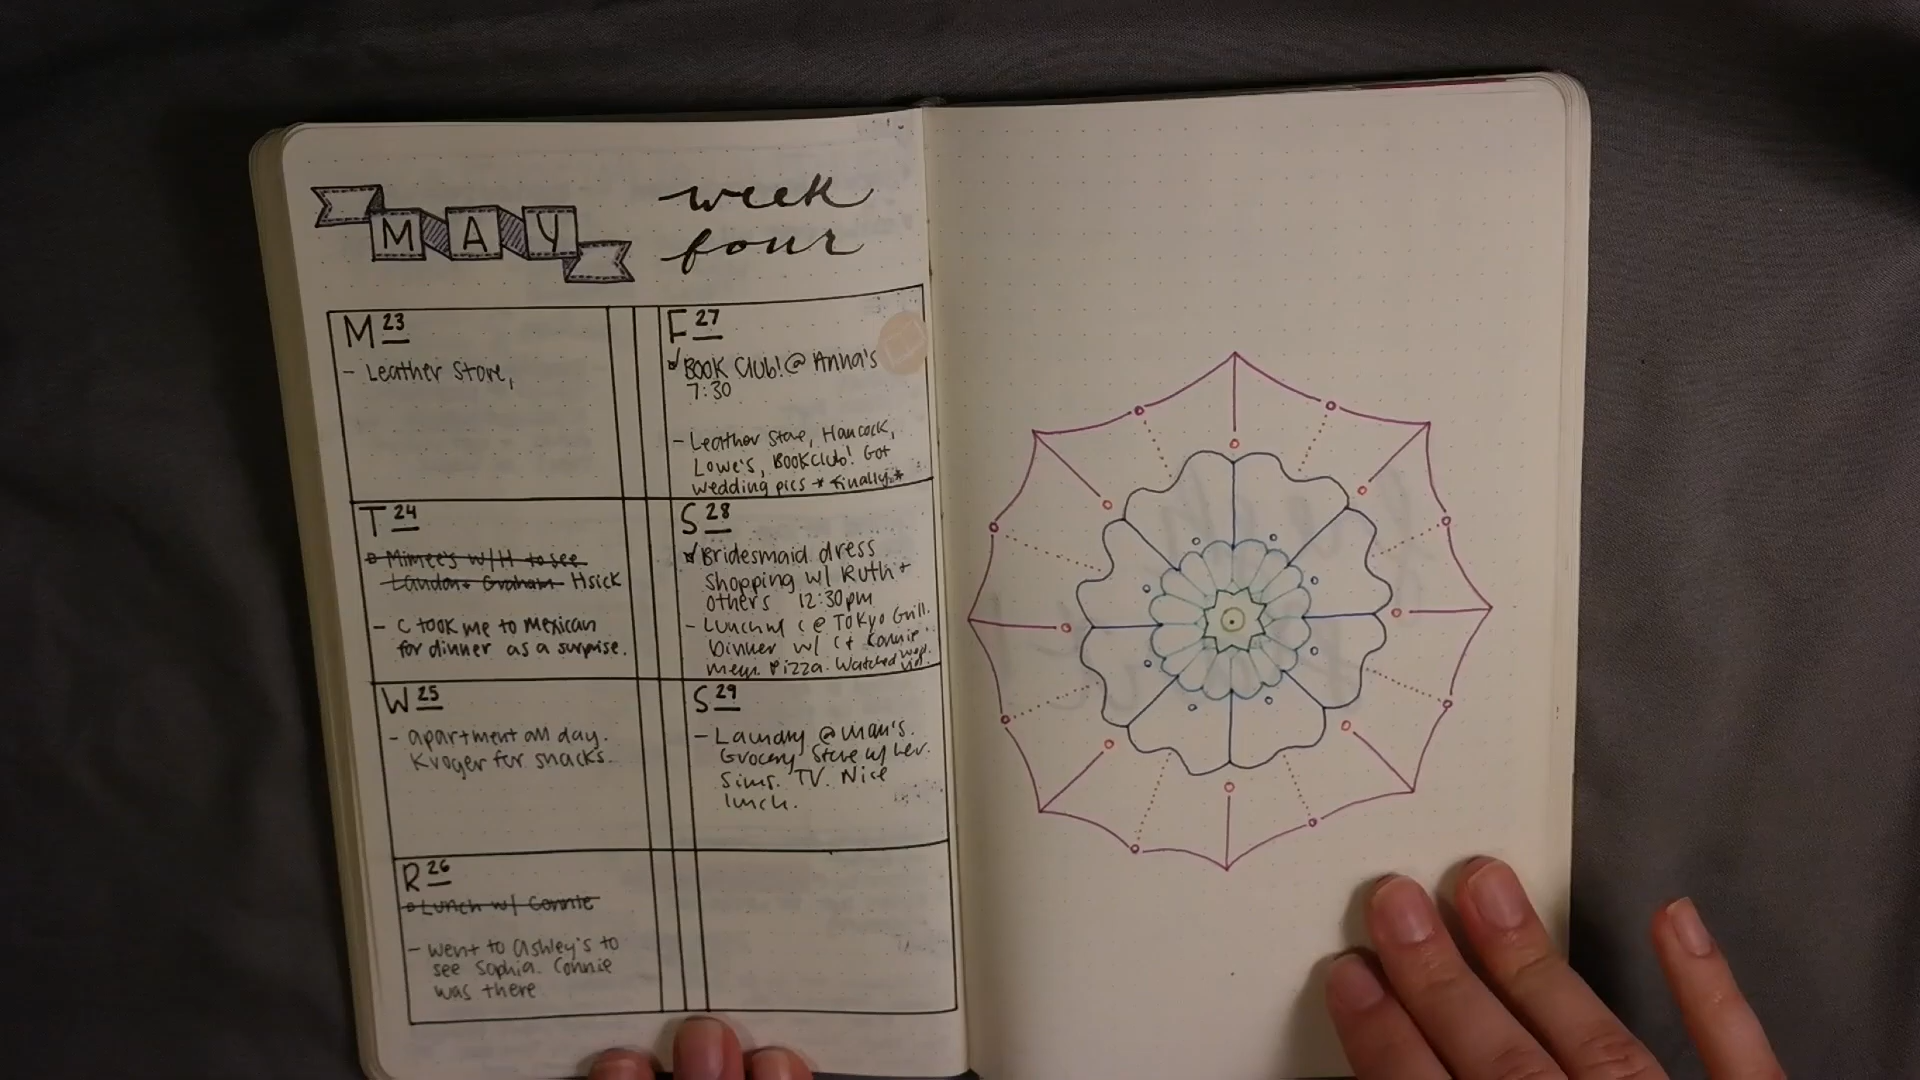 MAY
week
four
M 23
- Leather Store,
T 24
Mimee's w/H to see
Landon + Graham H sick
- C took me to Mexican
for dinner as a surprise.
W 25
- apartment all day.
Kroger for snacks.
R 26
Lunch w/ Connie
- went to Ashley's to
see Sophia. Connie
was there
F 27
BOOK Club! @ Anna's
7:30
- Leather Store, Hancock,
Lowe's, BOOKclub! Got
wedding pics * finally *
S 28
Bridesmaid dress
shopping w/ Ruth +
others 12:30pm
- Lunch w/ C @ Tokyo Grill.
Dinner w/ C + Connie
Pizza. Watched
S 29
- Laundry @ Mam's.
Grocery Store w/ her.
Sims. TV. Nice
lunch.